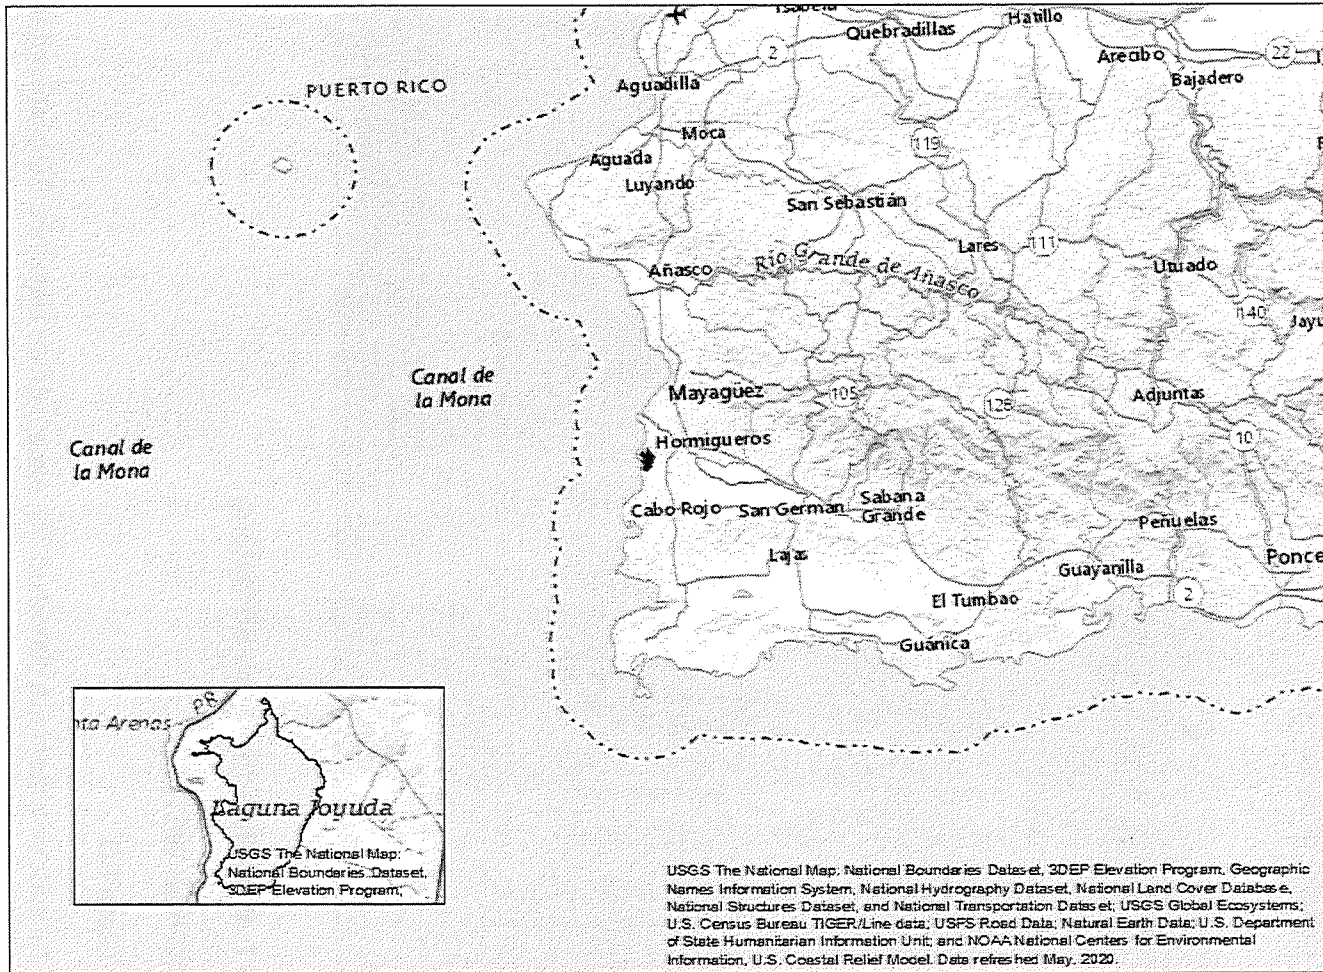 Isabela
Hatillo
Quebradillas
2
Arecibo
22
Bajadero
Aguadilla
PUERTO RICO
Moca
119
Aguada
Luyando
San Sebastián
Lares
111
Añasco
Río Grande de Añasco
Utuado
140
Jayu
Canal de
la Mona
Mayagüez
105
128
Adjuntas
Canal de
la Mona
Hormigueros
10
Cabo Rojo
San Germán
Sabana
Grande
Peñuelas
Lajas
Guayanilla
Ponce
El Tumbao
2
Guánica
PR
nta Arenas
Laguna Joyuda
USGS The National Map:
National Boundaries Dataset,
3DEP Elevation Program,
USGS The National Map: National Boundaries Dataset, 3DEP Elevation Program, Geographic
Names Information System, National Hydrography Dataset, National Land Cover Database,
National Structures Dataset, and National Transportation Dataset; USGS Global Ecosystems;
U.S. Census Bureau TIGER/Line data; USFS Road Data; Natural Earth Data; U.S. Department
of State Humanitarian Information Unit; and NOAA National Centers for Environmental
Information, U.S. Coastal Relief Model. Data refreshed May, 2020.